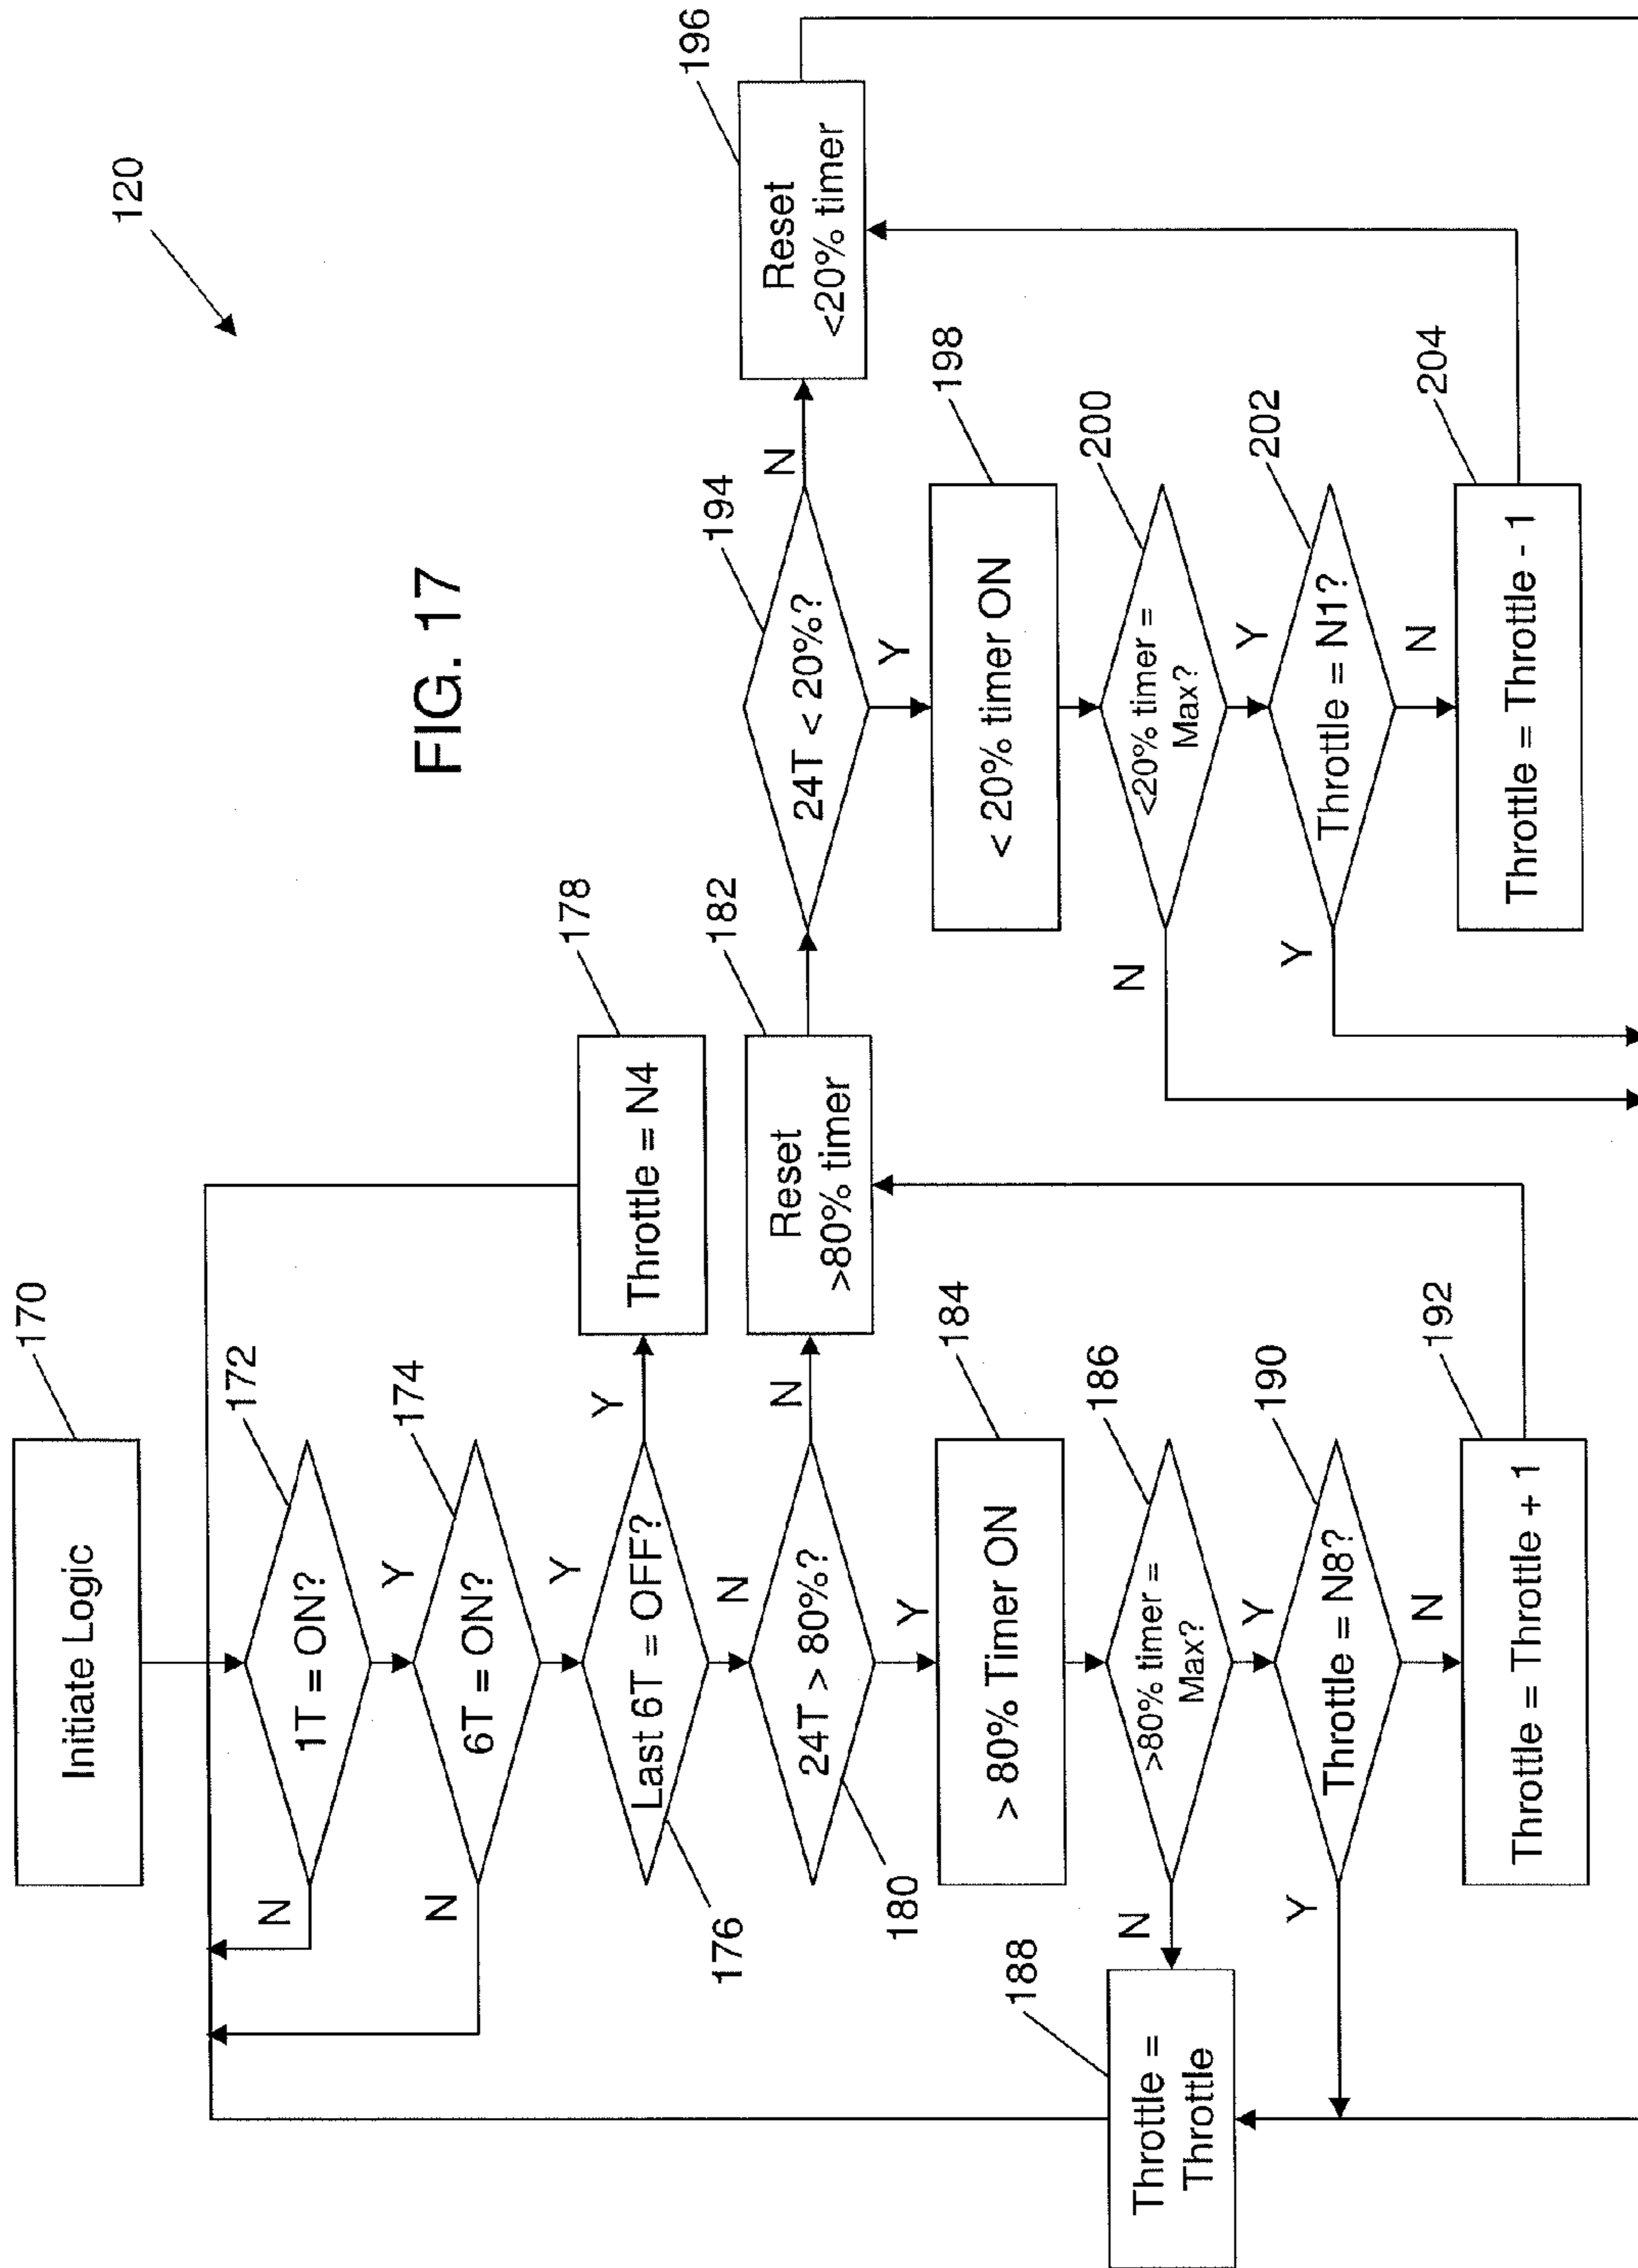 120
FIG. 17
170
Initiate Logic
172
1T = ON?
N
Y
174
6T = ON?
N
Y
176
Last 6T = OFF?
Y
N
178
Throttle = N4
180
24T > 80%?
N
Y
182
Reset
>80% timer
184
> 80% Timer ON
186
>80% timer =
Max?
N
Y
188
Throttle =
Throttle
190
Throttle = N8?
Y
N
192
Throttle = Throttle + 1
194
24T < 20%?
N
Y
196
Reset
<20% timer
198
< 20% timer ON
200
<20% timer =
Max?
N
Y
202
Throttle = N1?
Y
N
204
Throttle = Throttle - 1